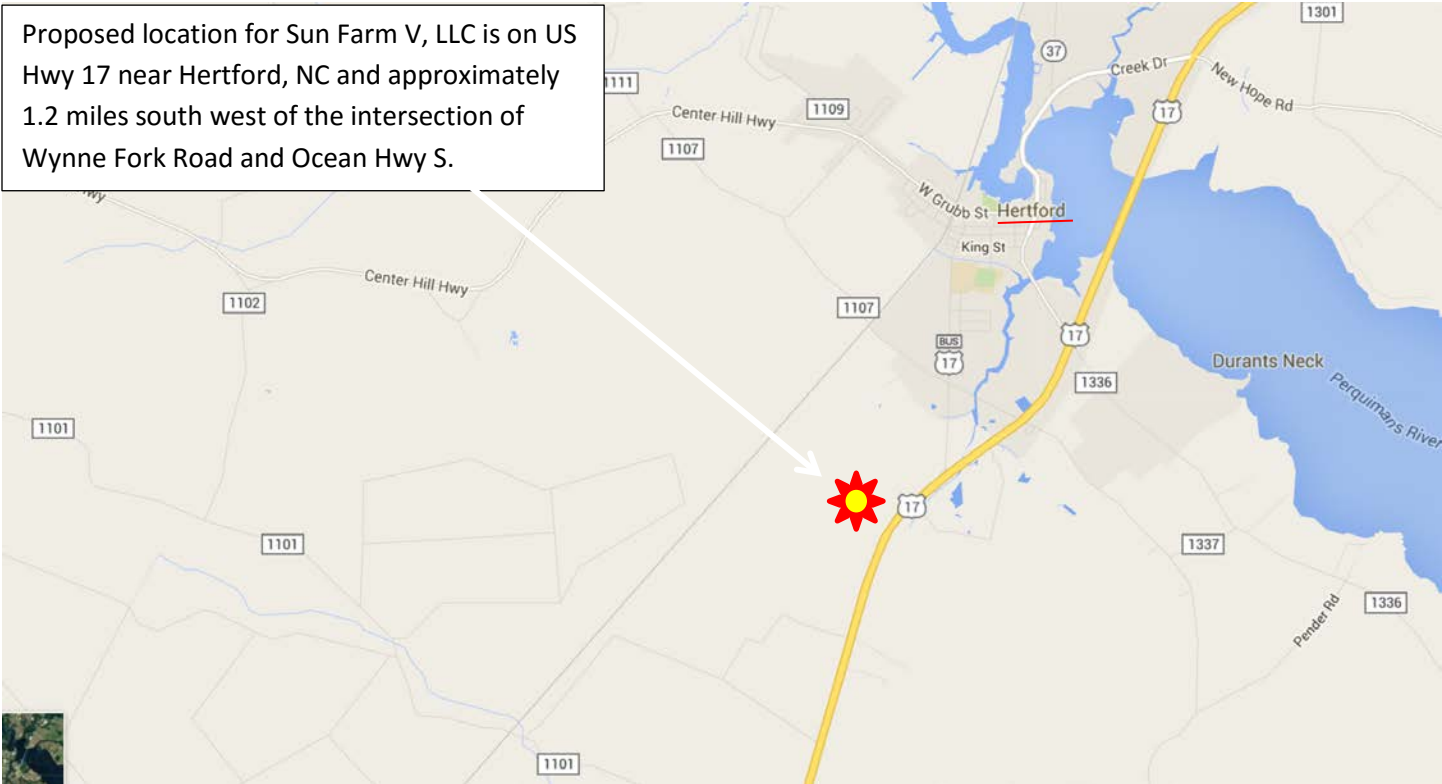 Proposed location for Sun Farm V, LLC is on US
Hwy 17 near Hertford, NC and approximately
1.2 miles south west of the intersection of
Wynne Fork Road and Ocean Hwy S.
1301
37
Creek Dr
New Hope Rd
1111
Center Hill Hwy
1109
17
1107
W Grubb St
Hertford
King St
Center Hill Hwy
1102
1107
17
BUS
17
Durants Neck
1336
Perquimans River
1101
17
1101
1337
1336
Pender Rd
1101